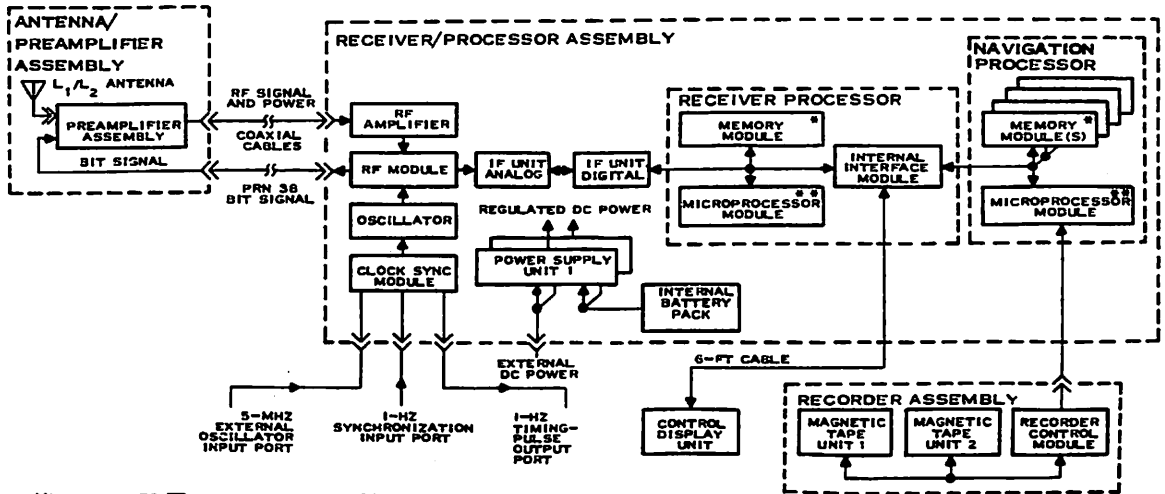 ANTENNA/
PREAMPLIFIER
ASSEMBLY
L1/L2 ANTENNA
PREAMPLIFIER
ASSEMBLY
BIT SIGNAL
RF SIGNAL
AND POWER
COAXIAL
CABLES
PRN 38
BIT SIGNAL
RECEIVER/PROCESSOR ASSEMBLY
RF
AMPLIFIER
RF MODULE
IF UNIT
ANALOG
IF UNIT
DIGITAL
OSCILLATOR
CLOCK SYNC
MODULE
REGULATED DC POWER
POWER SUPPLY
UNIT 1
INTERNAL
BATTERY
PACK
RECEIVER PROCESSOR
MEMORY *
MODULE
MICROPROCESSOR **
MODULE
INTERNAL
INTERFACE
MODULE
NAVIGATION
PROCESSOR
MEMORY *
MODULE(S)
MICROPROCESSOR **
MODULE
5-MHZ
EXTERNAL
OSCILLATOR
INPUT PORT
1-HZ
SYNCHRONIZATION
INPUT PORT
1-HZ
TIMING-
PULSE
OUTPUT
PORT
EXTERNAL
DC POWER
6-FT CABLE
CONTROL
DISPLAY
UNIT
RECORDER ASSEMBLY
MAGNETIC
TAPE
UNIT 1
MAGNETIC
TAPE
UNIT 2
RECORDER
CONTROL
MODULE